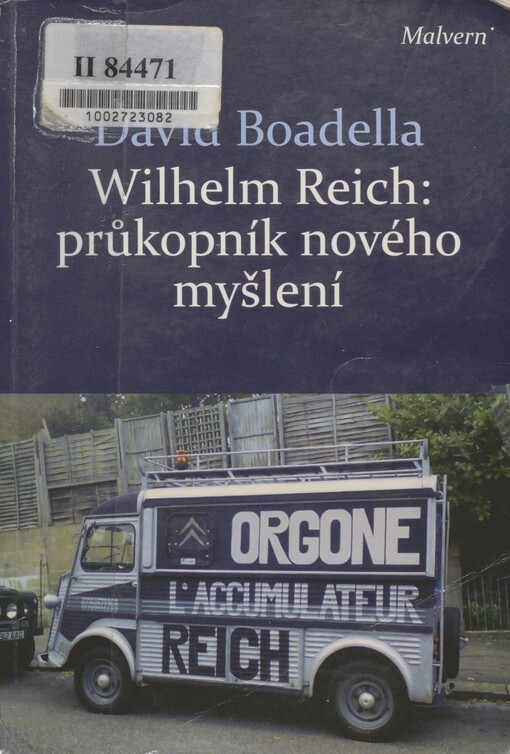 Malvern
II 84471
1002723082
David Boadella
Wilhelm Reich:
průkopník nového
myšlení
ORGONE
L'ACCUMULATEUR
REICH